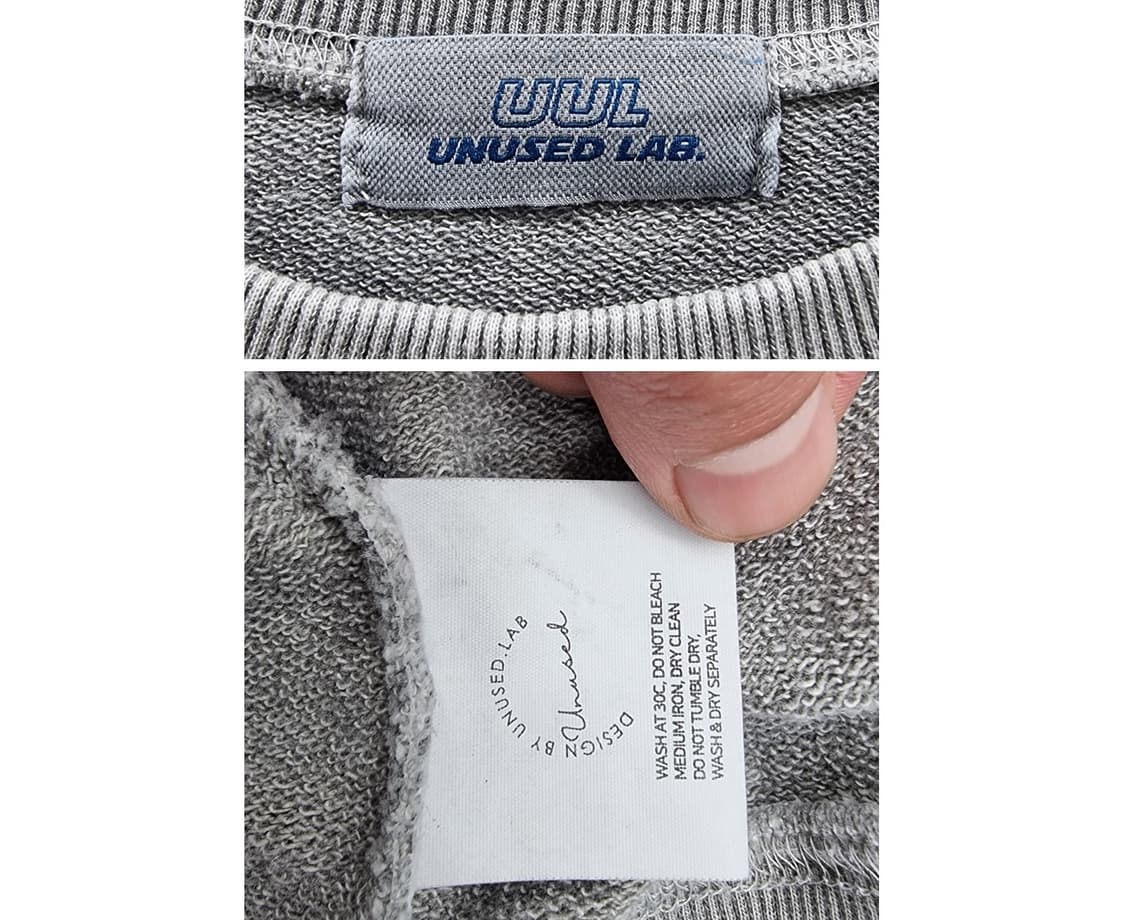 UUL
UNUSED LAB.
DESIGN BY UNUSED.LAB
Unused
WASH AT 30C, DO NOT BLEACH
MEDIUM IRON, DRY CLEAN
DO NOT TUMBLE DRY,
WASH & DRY SEPARATELY